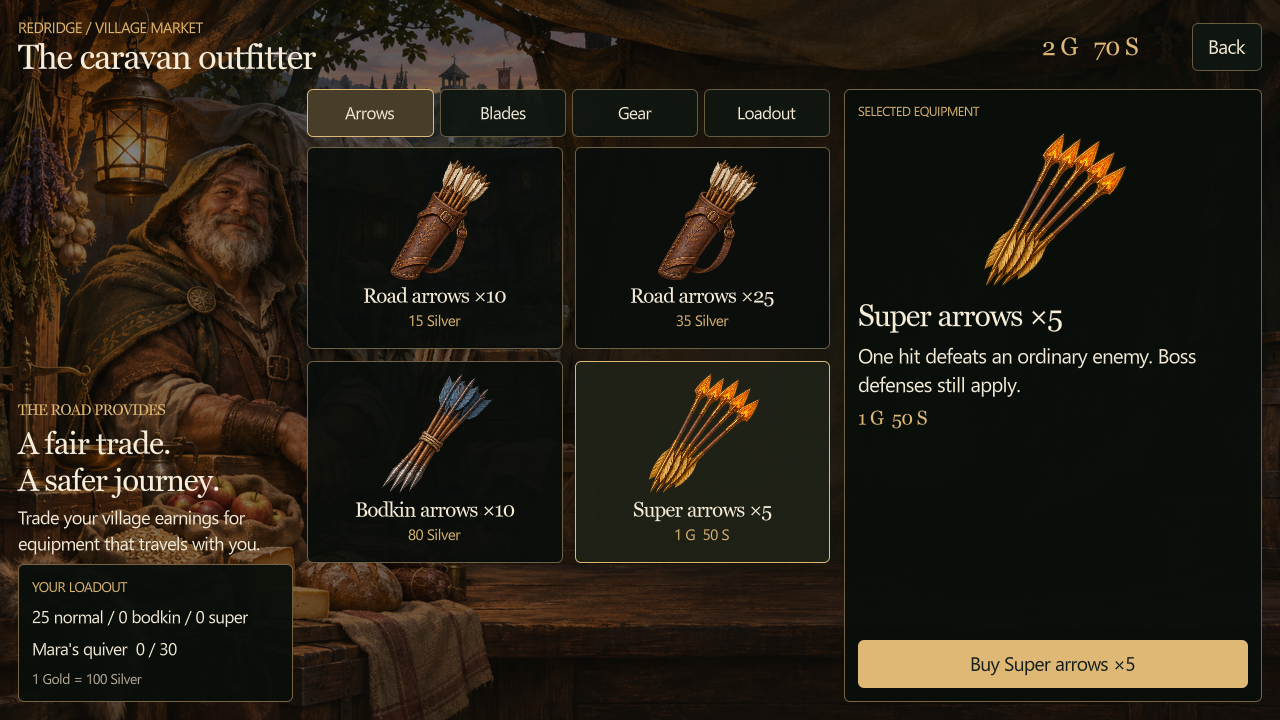 REDRIDGE / VILLAGE MARKET
The caravan outfitter
2 G 70 S
Back
Arrows
Blades
Gear
Loadout
Road arrows ×10
15 Silver
Road arrows ×25
35 Silver
Bodkin arrows ×10
80 Silver
Super arrows ×5
1 G 50 S
SELECTED EQUIPMENT
Super arrows ×5
One hit defeats an ordinary enemy. Boss
defenses still apply.
1 G 50 S
Buy Super arrows ×5
THE ROAD PROVIDES
A fair trade.
A safer journey.
Trade your village earnings for
equipment that travels with you.
YOUR LOADOUT
25 normal / 0 bodkin / 0 super
Mara's quiver 0 / 30
1 Gold = 100 Silver